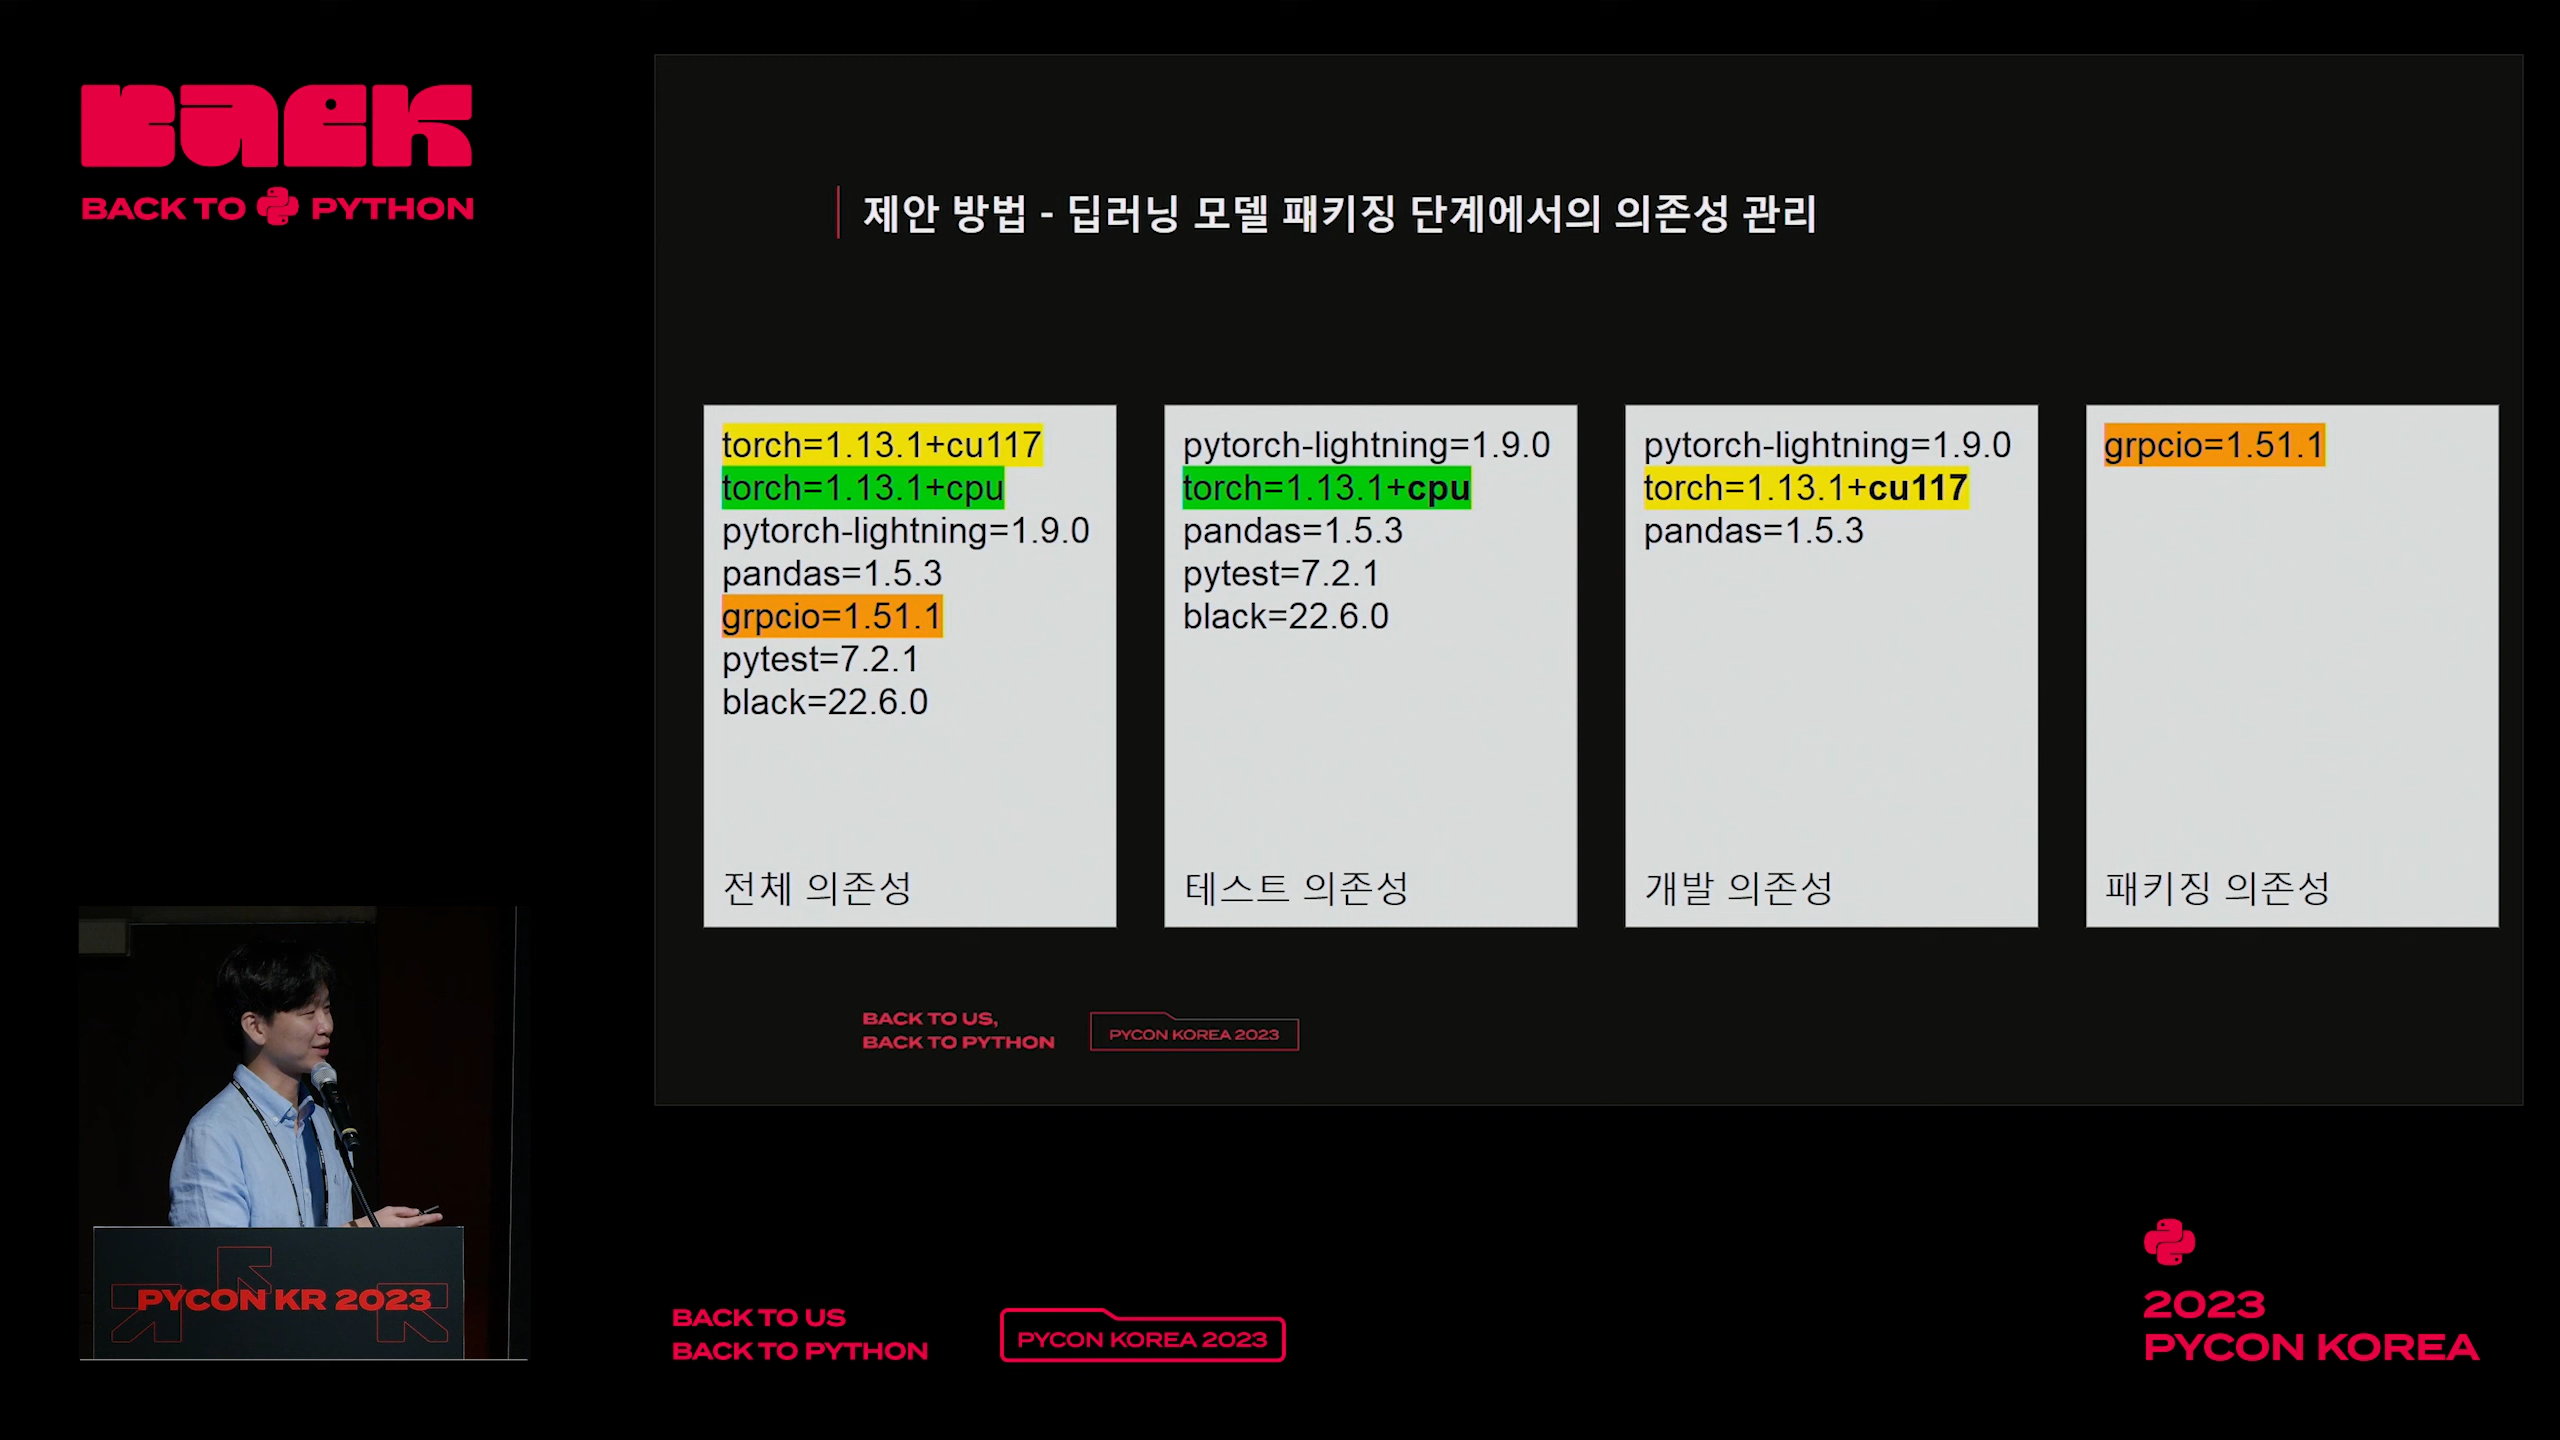 BACK
BACK TO PYTHON
제안 방법 - 딥러닝 모델 패키징 단계에서의 의존성 관리
torch=1.13.1+cu117
torch=1.13.1+cpu
pytorch-lightning=1.9.0
pandas=1.5.3
grpcio=1.51.1
pytest=7.2.1
black=22.6.0
전체 의존성
pytorch-lightning=1.9.0
torch=1.13.1+cpu
pandas=1.5.3
pytest=7.2.1
black=22.6.0
테스트 의존성
pytorch-lightning=1.9.0
torch=1.13.1+cu117
pandas=1.5.3
개발 의존성
grpcio=1.51.1
패키징 의존성
BACK TO US,
BACK TO PYTHON
PYCON KOREA 2023
PYCON KR 2023
BACK TO US
BACK TO PYTHON
PYCON KOREA 2023
2023
PYCON KOREA